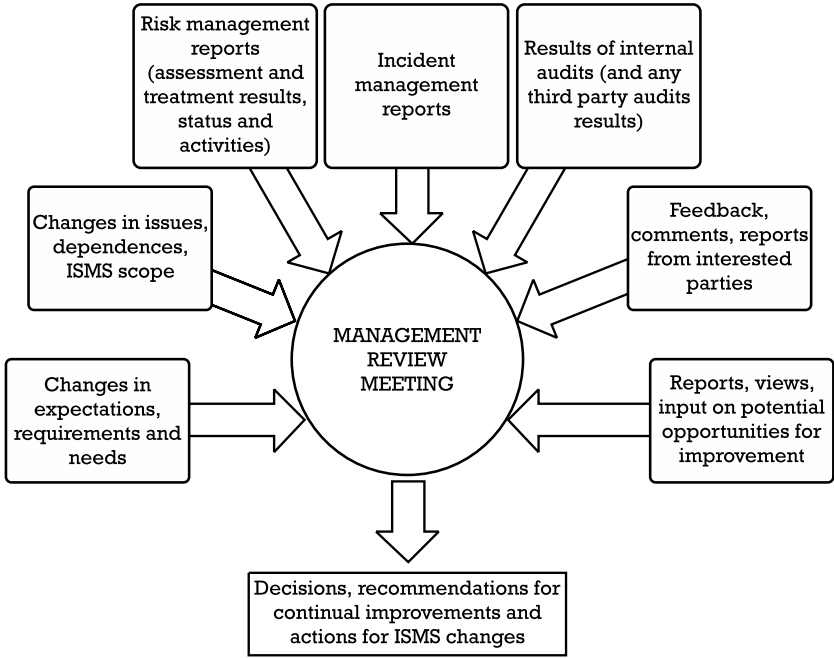 Risk management
reports
(assessment and
treatment results,
status and
activities)
Incident
management
reports
Results of internal
audits (and any
third party audits
results)
Changes in issues,
dependences,
ISMS scope
Feedback,
comments, reports
from interested
parties
MANAGEMENT
REVIEW
MEETING
Changes in
expectations,
requirements and
needs
Reports, views,
input on potential
opportunities for
improvement
Decisions, recommendations for
continual improvements and
actions for ISMS changes